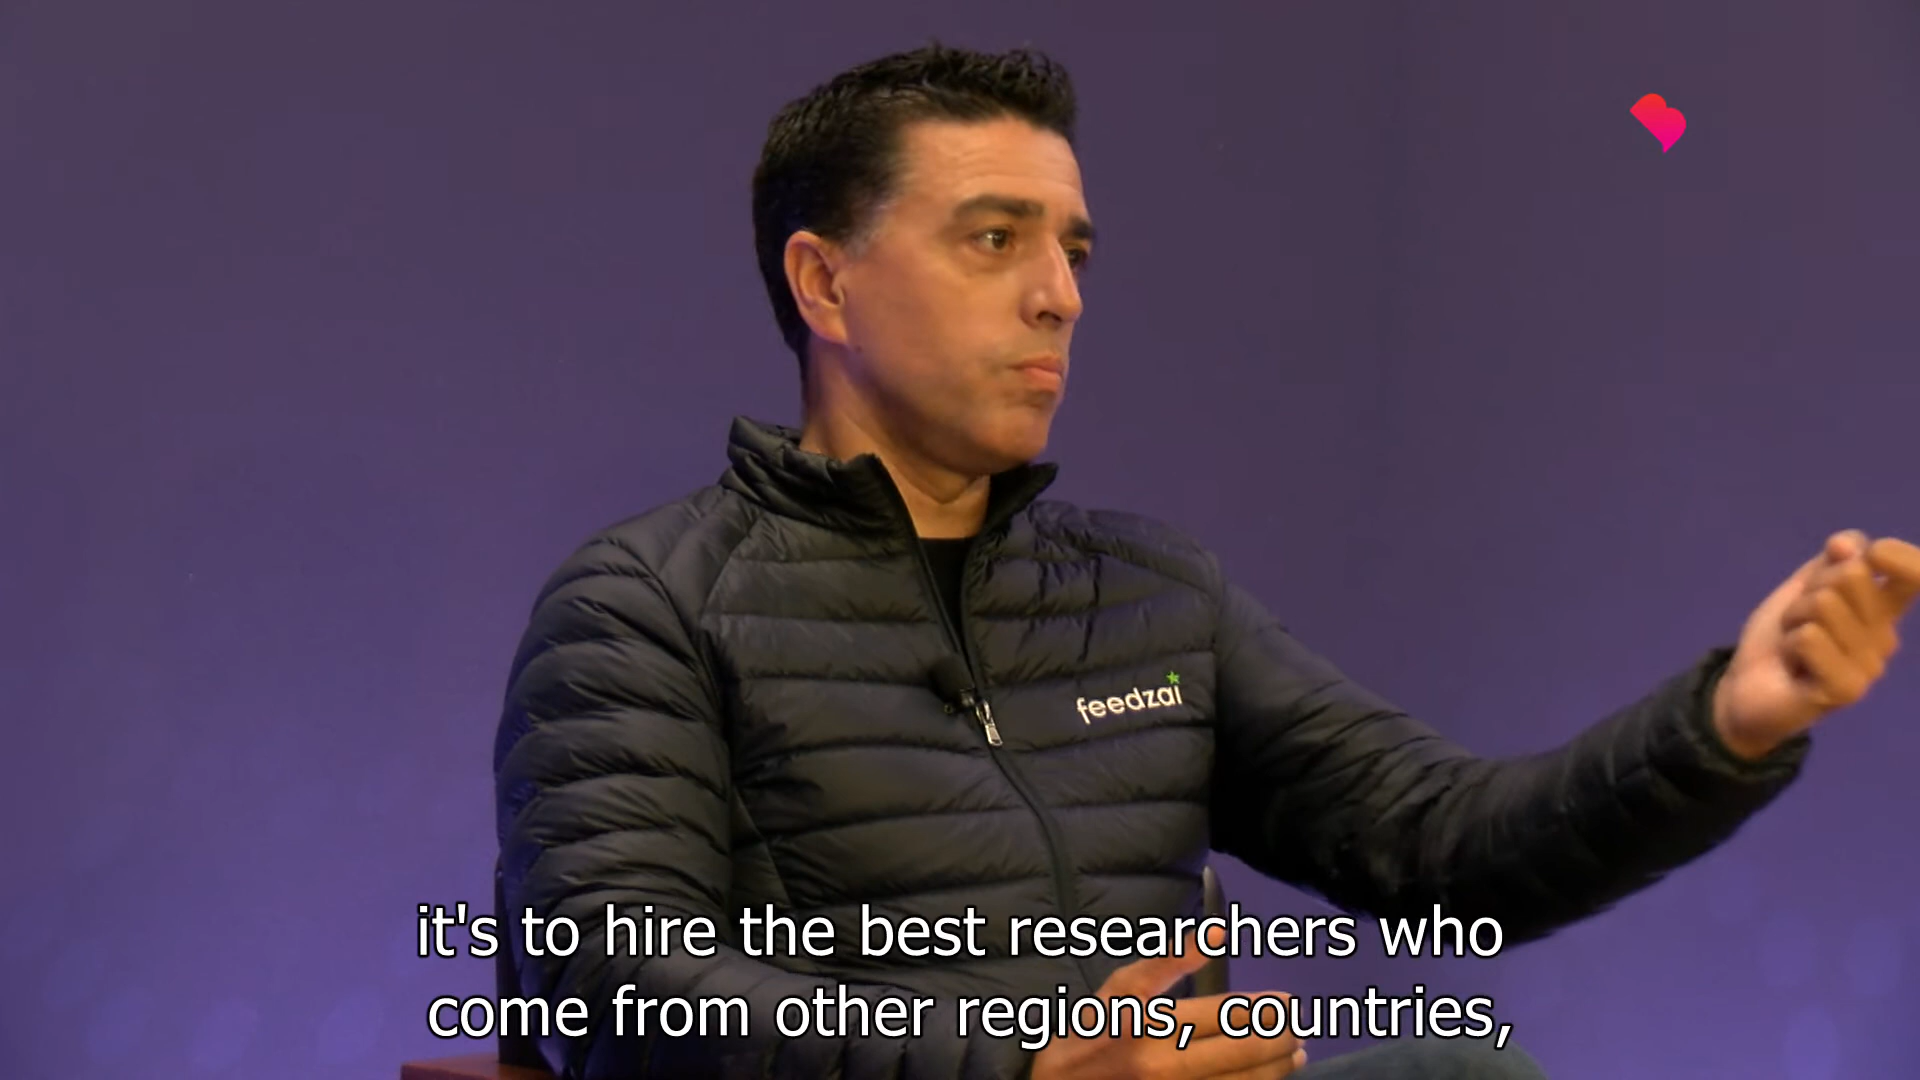 feedzai
it's to hire the best researchers who
come from other regions, countries,